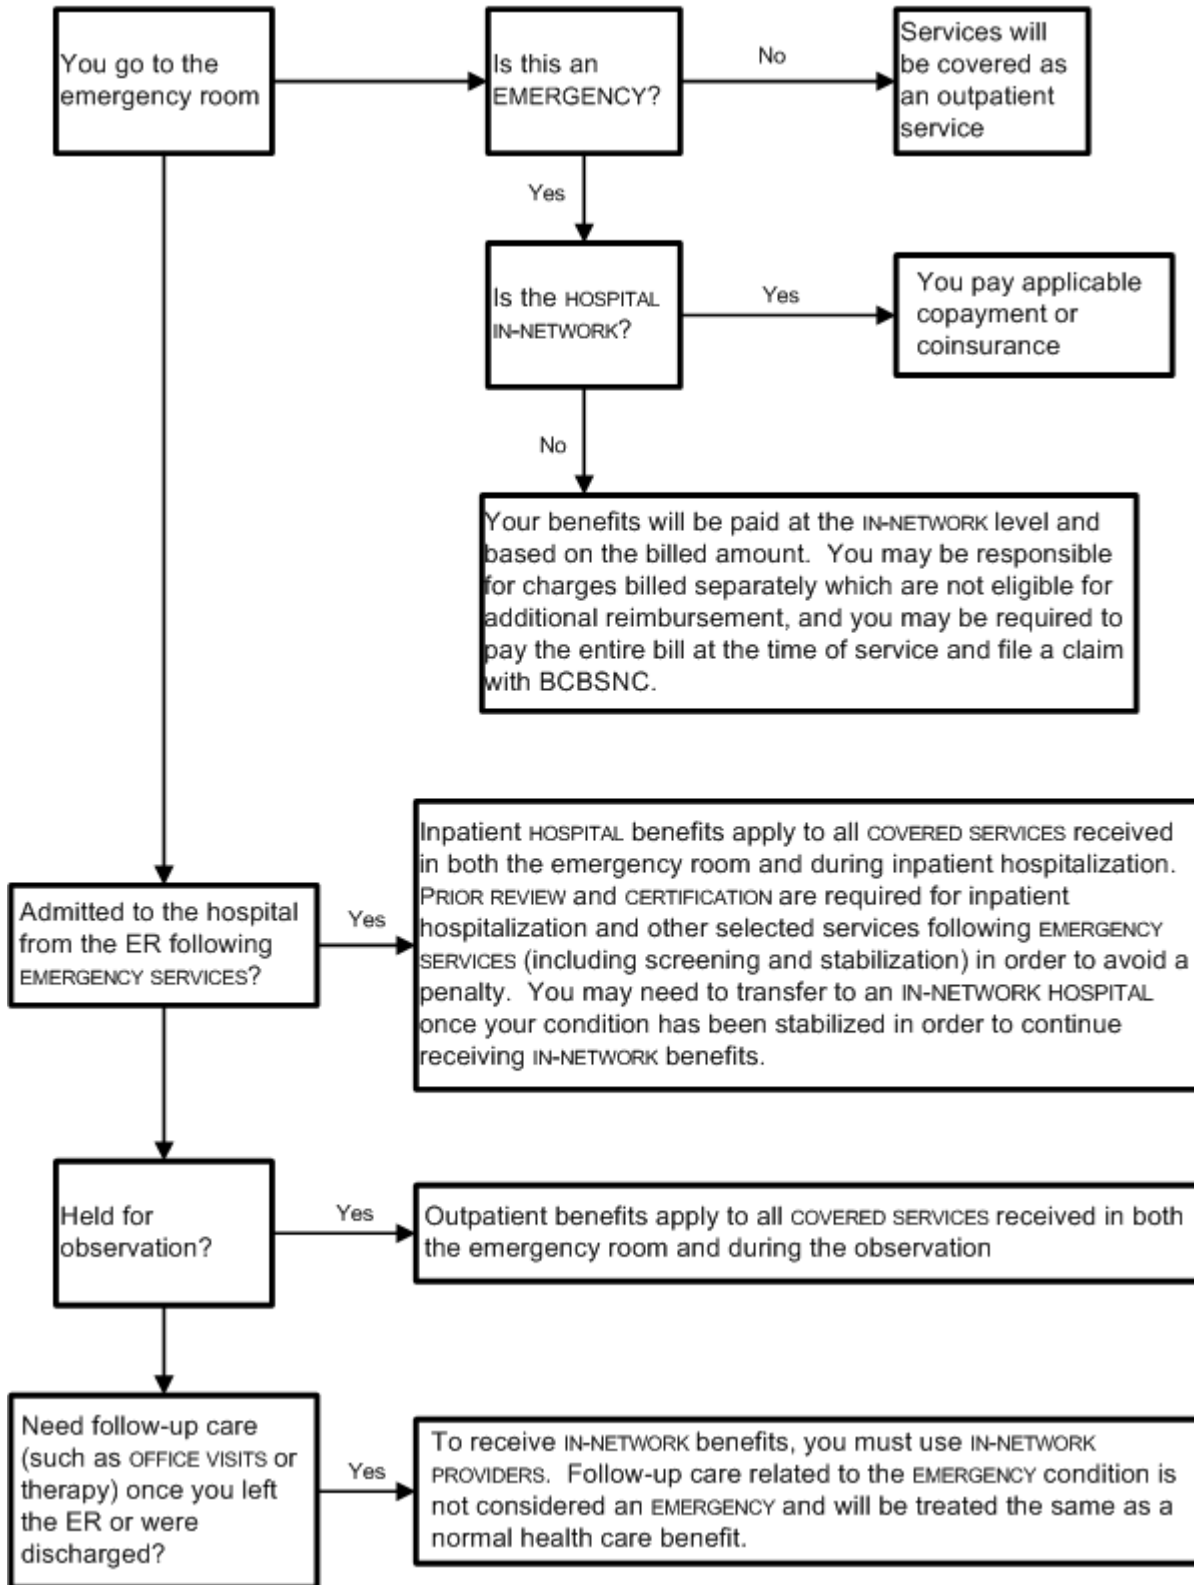 You go to the
emergency room
Is this an
EMERGENCY?
No
Services will
be covered as
an outpatient
service
Yes
Is the HOSPITAL
IN-NETWORK?
Yes
You pay applicable
copayment or
coinsurance
No
Your benefits will be paid at the IN-NETWORK level and
based on the billed amount.  You may be responsible
for charges billed separately which are not eligible for
additional reimbursement, and you may be required to
pay the entire bill at the time of service and file a claim
with BCBSNC.
Admitted to the hospital
from the ER following
EMERGENCY SERVICES?
Yes
Inpatient HOSPITAL benefits apply to all COVERED SERVICES received
in both the emergency room and during inpatient hospitalization.
PRIOR REVIEW and CERTIFICATION are required for inpatient
hospitalization and other selected services following EMERGENCY
SERVICES (including screening and stabilization) in order to avoid a
penalty.  You may need to transfer to an IN-NETWORK HOSPITAL
once your condition has been stabilized in order to continue
receiving IN-NETWORK benefits.
Held for
observation?
Yes
Outpatient benefits apply to all COVERED SERVICES received in both
the emergency room and during the observation
Need follow-up care
(such as OFFICE VISITS or
therapy) once you left
the ER or were
discharged?
Yes
To receive IN-NETWORK benefits, you must use IN-NETWORK
PROVIDERS.  Follow-up care related to the EMERGENCY condition is
not considered an EMERGENCY and will be treated the same as a
normal health care benefit.